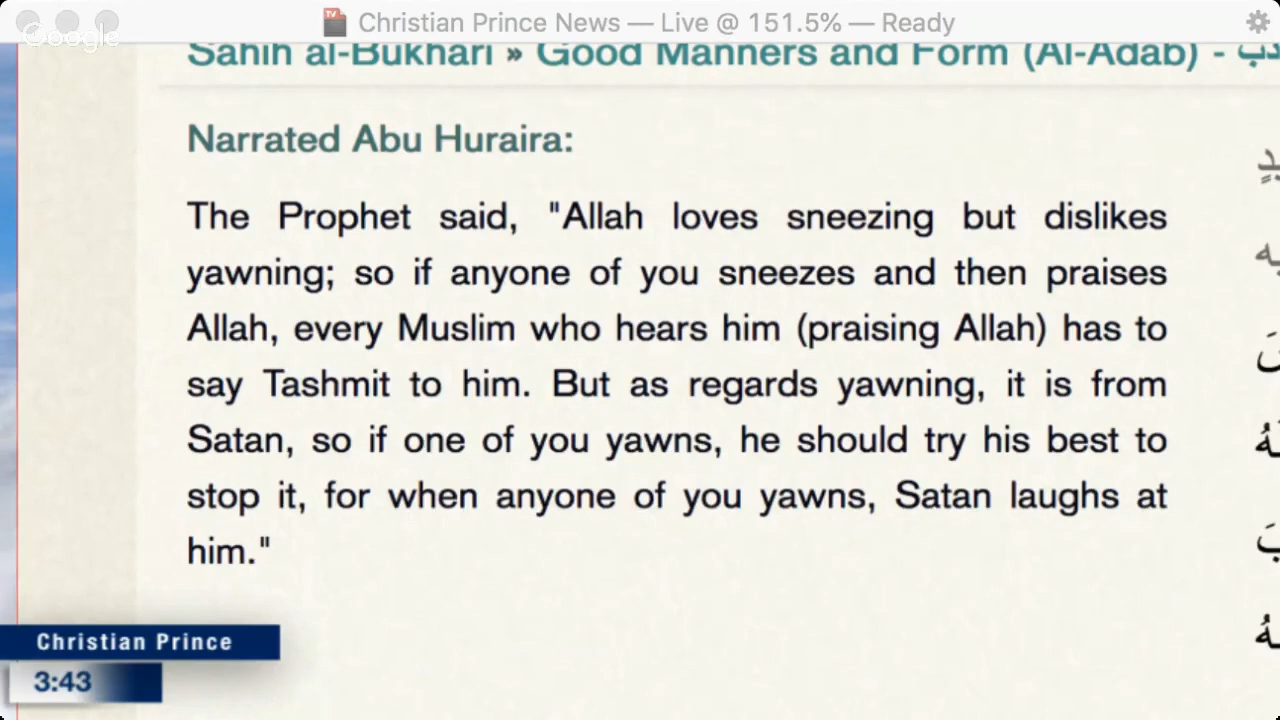 Christian Prince News — Live @ 151.5% — Ready
Google
Sahih al-Bukhari » Good Manners and Form (Al-Adab) -
Narrated Abu Huraira:
The Prophet said, "Allah loves sneezing but dislikes
yawning; so if anyone of you sneezes and then praises
Allah, every Muslim who hears him (praising Allah) has to
say Tashmit to him. But as regards yawning, it is from
Satan, so if one of you yawns, he should try his best to
stop it, for when anyone of you yawns, Satan laughs at
him."
Christian Prince
3:43